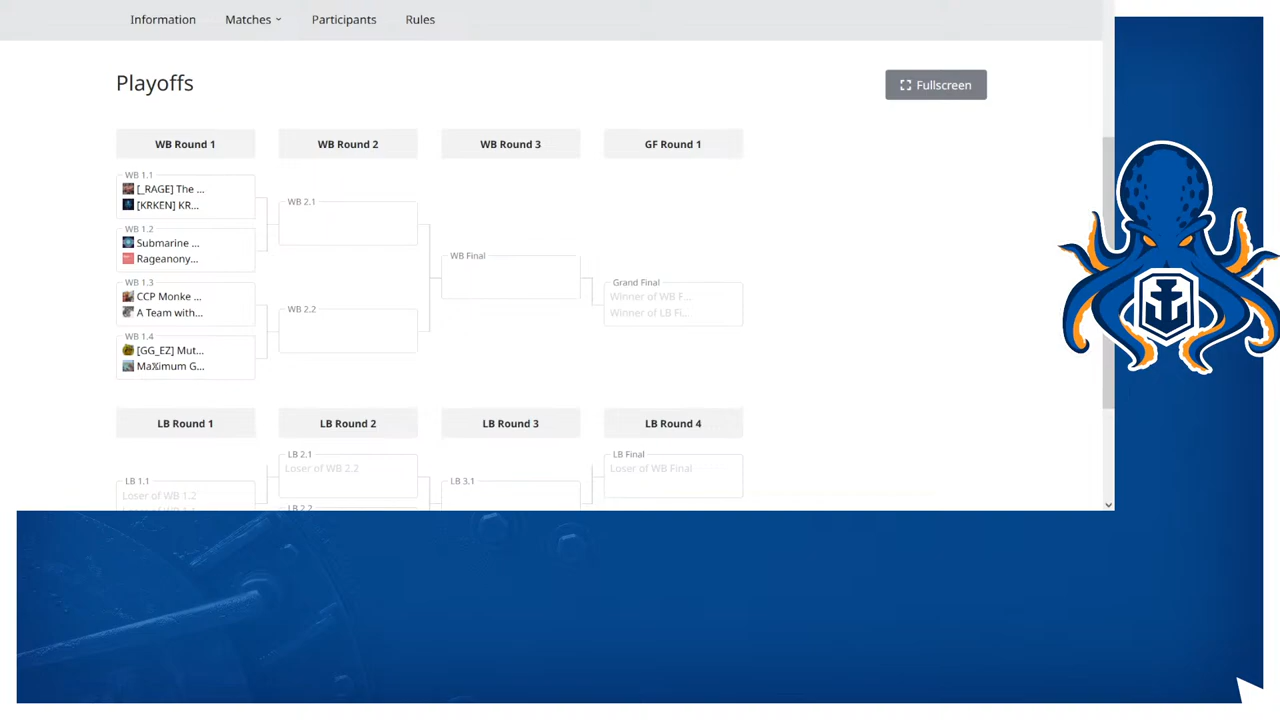 Information Matches Participants Rules
Playoffs
Fullscreen
WB Round 1 WB Round 2 WB Round 3 GF Round 1
WB 1.1
[_RAGE] The ...
[KRKEN] KR...
WB 1.2
Submarine ...
Rageanony...
WB 1.3
CCP Monke ...
A Team with...
WB 1.4
[GG_EZ] Mut...
MaXimum G...
WB 2.1
WB 2.2
WB Final
Grand Final
Winner of WB F...
Winner of LB Fi...
LB Round 1 LB Round 2 LB Round 3 LB Round 4
LB 1.1
Loser of WB 1.2
LB 2.1
Loser of WB 2.2
LB 2.2
LB 3.1
LB Final
Loser of WB Final